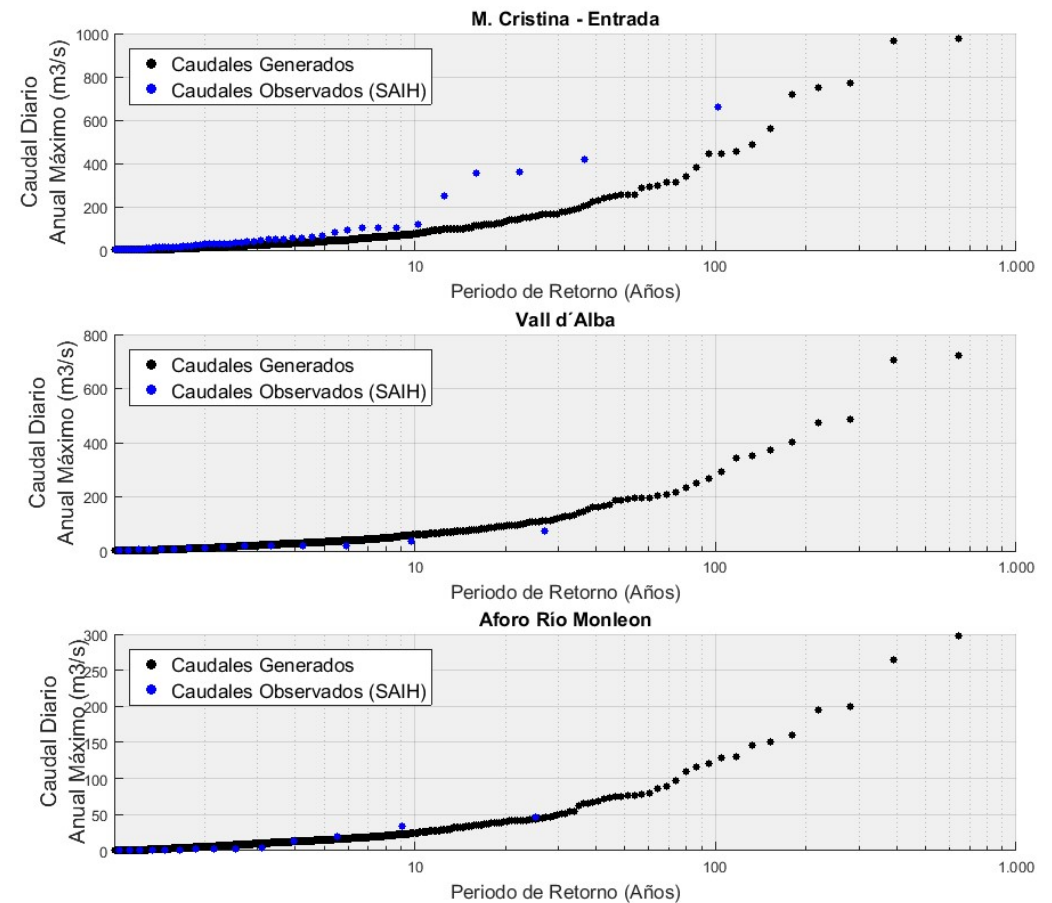 M. Cristina - Entrada
Caudal Diario
Anual Máximo (m3/s)
1000
800
600
400
200
0
Caudales Generados
Caudales Observados (SAIH)
10
100
1.000
Periodo de Retorno (Años)
Vall d´Alba
Caudal Diario
Anual Máximo (m3/s)
800
600
400
200
0
Caudales Generados
Caudales Observados (SAIH)
10
100
1.000
Periodo de Retorno (Años)
Aforo Río Monleon
Caudal Diario
Anual Máximo (m3/s)
300
250
200
150
100
50
0
Caudales Generados
Caudales Observados (SAIH)
10
100
1.000
Periodo de Retorno (Años)